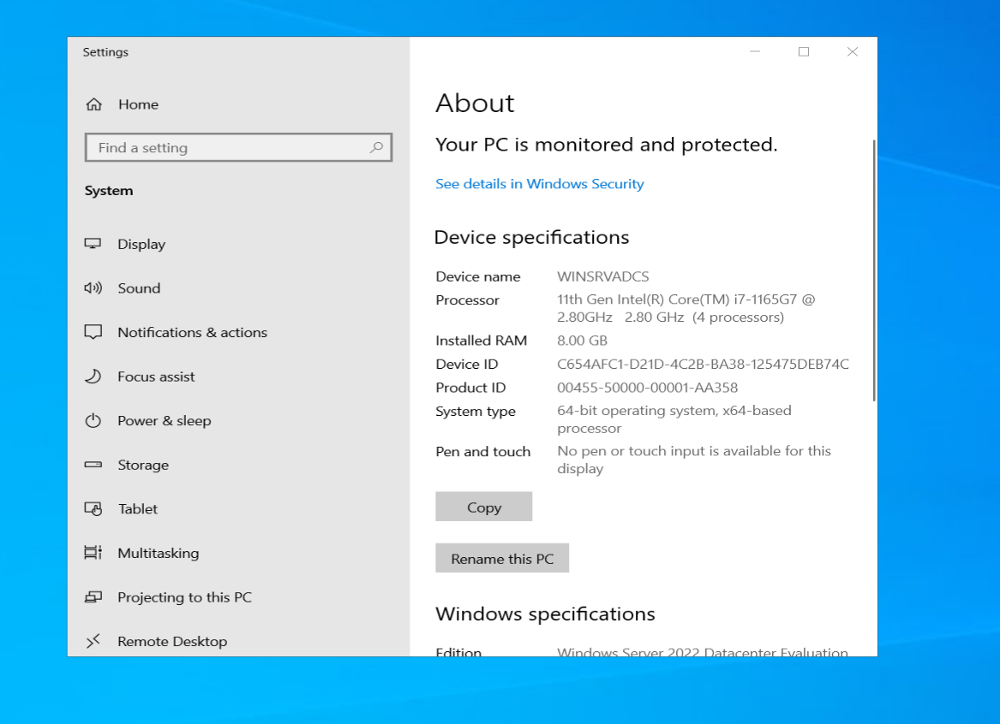 Settings
Home
Find a setting
System
Display
Sound
Notifications & actions
Focus assist
Power & sleep
Storage
Tablet
Multitasking
Projecting to this PC
Remote Desktop
About
Your PC is monitored and protected.
See details in Windows Security
Device specifications
Device name WINSRVADCS
Processor 11th Gen Intel(R) Core(TM) i7-1165G7 @
2.80GHz 2.80 GHz (4 processors)
Installed RAM 8.00 GB
Device ID C654AFC1-D21D-4C2B-BA38-125475DEB74C
Product ID 00455-50000-00001-AA358
System type 64-bit operating system, x64-based
processor
Pen and touch No pen or touch input is available for this
display
Copy
Rename this PC
Windows specifications
Edition Windows Server 2022 Datacenter Evaluation